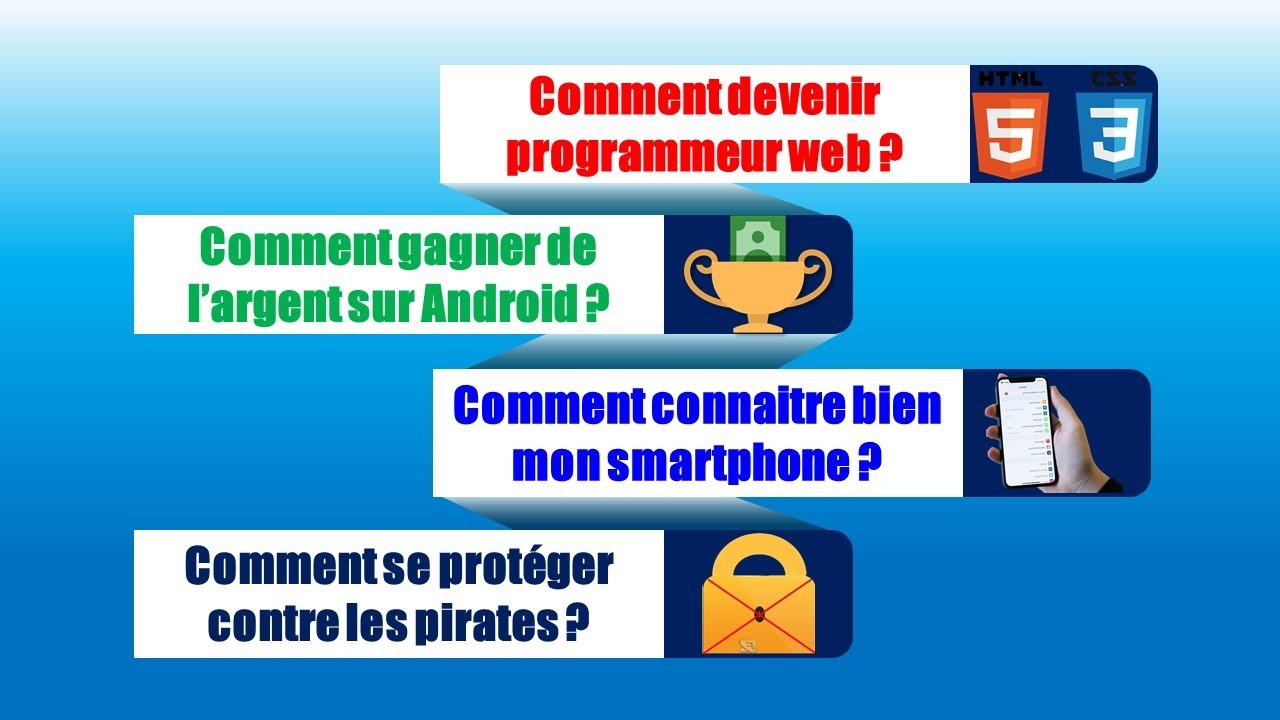 HTML CSS
Comment devenir
programmeur web ?
5 3
Comment gagner de
l’argent sur Android ?
Comment connaitre bien
mon smartphone ?
Comment se protéger
contre les pirates ?